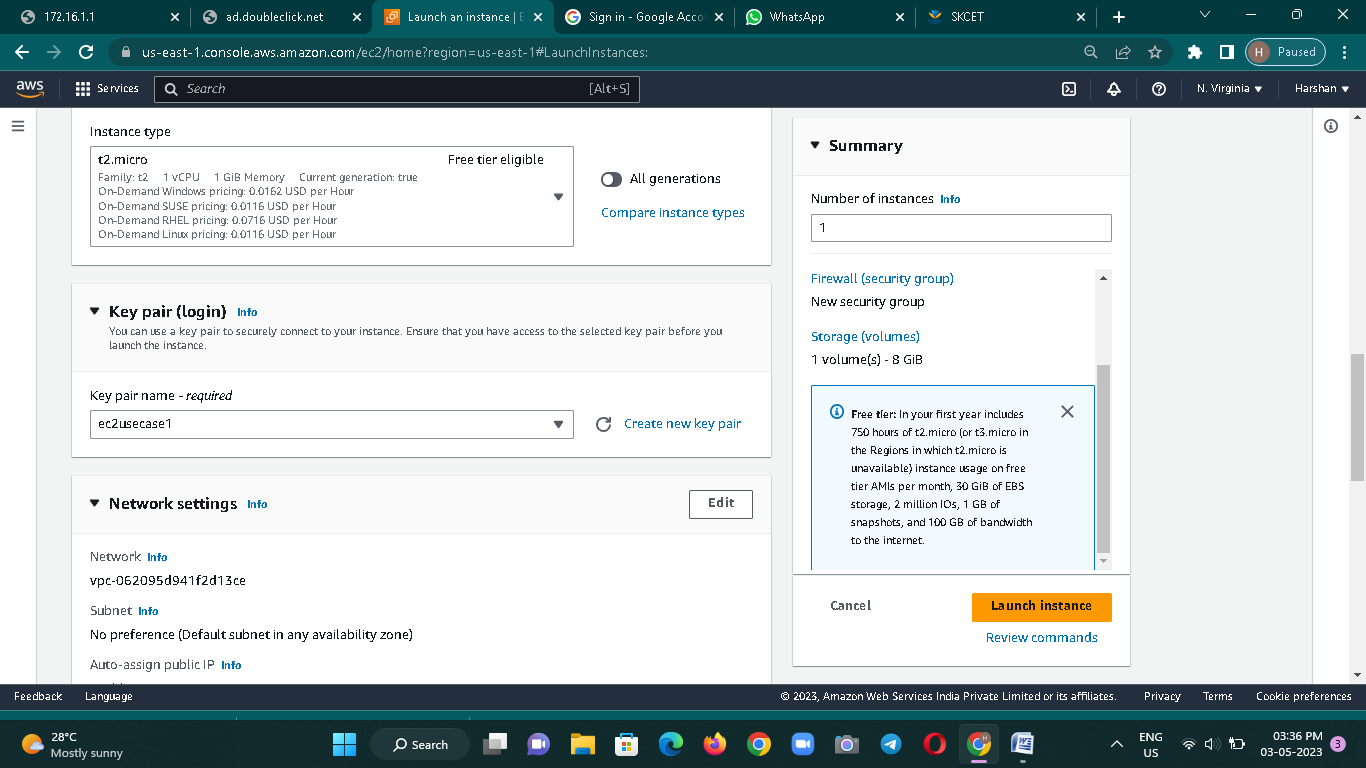 172.16.1.1
ad.doubleclick.net
Launch an instance | E
Sign in - Google Acco
WhatsApp
SKCET
us-east-1.console.aws.amazon.com/ec2/home?region=us-east-1#LaunchInstances:
H Paused
aws
Services
Search [Alt+S]
N. Virginia
Harshan
Instance type
t2.micro Free tier eligible
Family: t2 1 vCPU 1 GiB Memory Current generation: true
On-Demand Windows pricing: 0.0162 USD per Hour
On-Demand SUSE pricing: 0.0116 USD per Hour
On-Demand RHEL pricing: 0.0716 USD per Hour
On-Demand Linux pricing: 0.0116 USD per Hour
All generations
Compare instance types
Key pair (login) Info
You can use a key pair to securely connect to your instance. Ensure that you have access to the selected key pair before you
launch the instance.
Key pair name - required
ec2usecase1
Create new key pair
Network settings Info
Edit
Network Info
vpc-062095d941f2d13ce
Subnet Info
No preference (Default subnet in any availability zone)
Auto-assign public IP Info
Summary
Number of instances Info
1
Firewall (security group)
New security group
Storage (volumes)
1 volume(s) - 8 GiB
Free tier: In your first year includes
750 hours of t2.micro (or t3.micro in
the Regions in which t2.micro is
unavailable) instance usage on free
tier AMIs per month, 30 GiB of EBS
storage, 2 million IOs, 1 GB of
snapshots, and 100 GB of bandwidth
to the internet.
Cancel
Launch instance
Review commands
Feedback
Language
© 2023, Amazon Web Services India Private Limited or its affiliates.
Privacy
Terms
Cookie preferences
28°C
Mostly sunny
Search
ENG
US
03:36 PM
03-05-2023
3